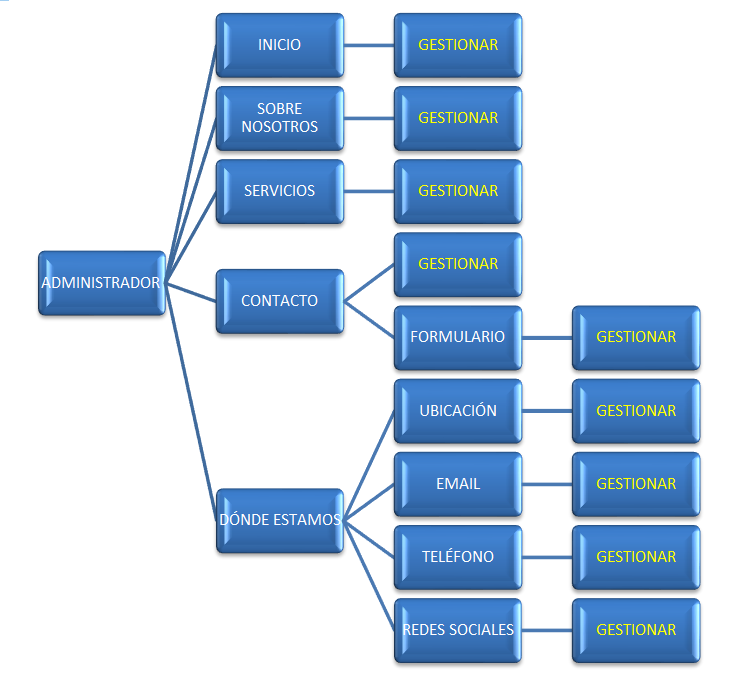 INICIO
GESTIONAR
SOBRE
NOSOTROS
GESTIONAR
SERVICIOS
GESTIONAR
ADMINISTRADOR
CONTACTO
GESTIONAR
FORMULARIO
GESTIONAR
DÓNDE ESTAMOS
UBICACIÓN
GESTIONAR
EMAIL
GESTIONAR
TELÉFONO
GESTIONAR
REDES SOCIALES
GESTIONAR